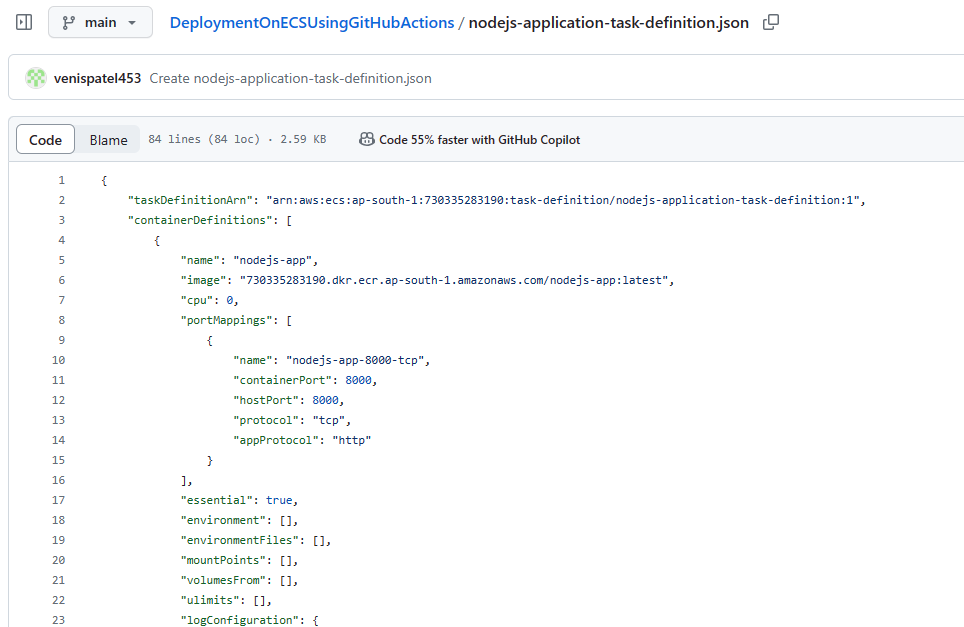 main
DeploymentOnECSUsingGitHubActions / nodejs-application-task-definition.json
venispatel453 Create nodejs-application-task-definition.json
Code Blame 84 lines (84 loc) · 2.59 KB Code 55% faster with GitHub Copilot
1 {
2 "taskDefinitionArn": "arn:aws:ecs:ap-south-1:730335283190:task-definition/nodejs-application-task-definition:1",
3 "containerDefinitions": [
4 {
5 "name": "nodejs-app",
6 "image": "730335283190.dkr.ecr.ap-south-1.amazonaws.com/nodejs-app:latest",
7 "cpu": 0,
8 "portMappings": [
9 {
10 "name": "nodejs-app-8000-tcp",
11 "containerPort": 8000,
12 "hostPort": 8000,
13 "protocol": "tcp",
14 "appProtocol": "http"
15 }
16 ],
17 "essential": true,
18 "environment": [],
19 "environmentFiles": [],
20 "mountPoints": [],
21 "volumesFrom": [],
22 "ulimits": [],
23 "logConfiguration": {